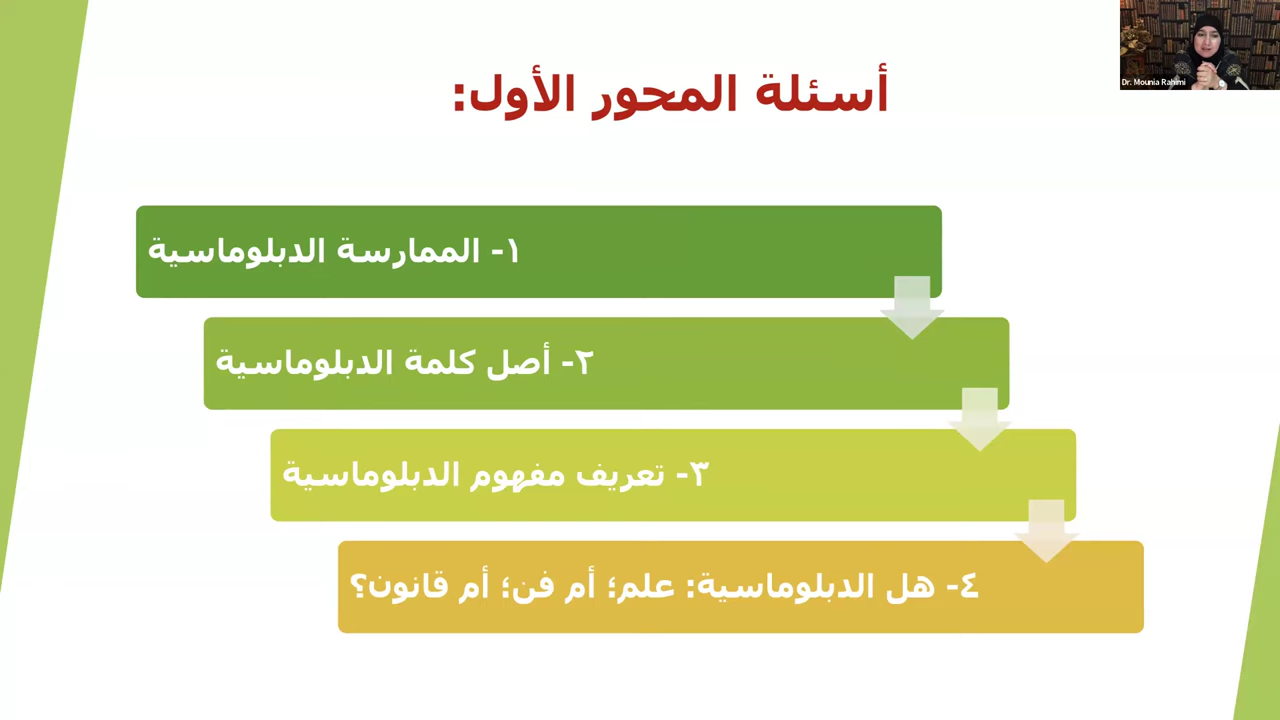 أسئلة المحور الأول:
١- الممارسة الدبلوماسية
٢- أصل كلمة الدبلوماسية
٣- تعريف مفهوم الدبلوماسية
٤- هل الدبلوماسية: علم؛ أم فن؛ أم قانون؟
Dr. Mounia Rahimi